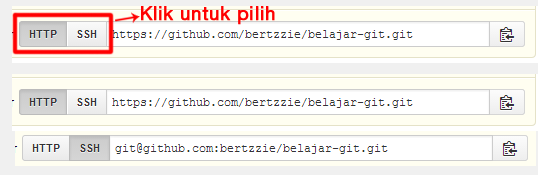 Klik untuk pilih
HTTP SSH https://github.com/bertzzie/belajar-git.git
HTTP SSH https://github.com/bertzzie/belajar-git.git
HTTP SSH git@github.com:bertzzie/belajar-git.git